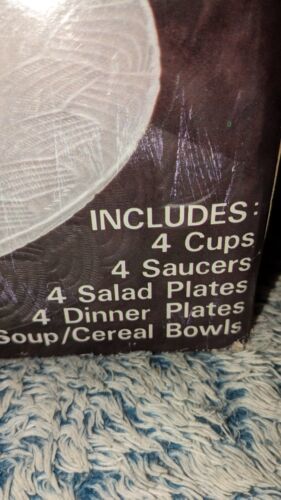 INCLUDES:
4 Cups
4 Saucers
4 Salad Plates
4 Dinner Plates
Soup/Cereal Bowls